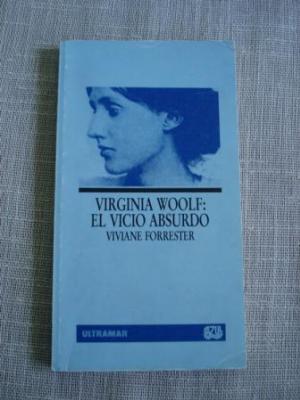 VIRGINIA WOOLF:
EL VICIO ABSURDO
VIVIANE FORRESTER
ULTRAMAR